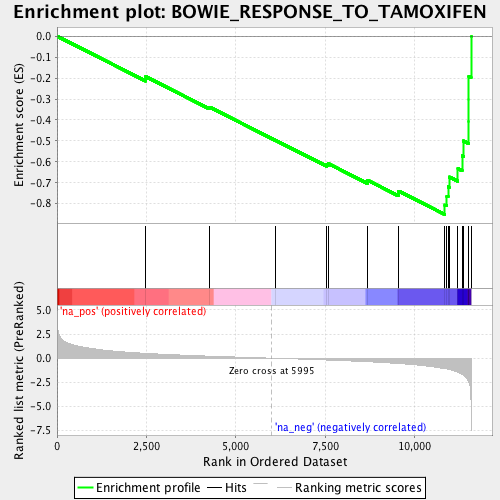 Enrichment plot: BOWIE_RESPONSE_TO_TAMOXIFEN
Enrichment score (ES)
0.0
-0.1
-0.2
-0.3
-0.4
-0.5
-0.6
-0.7
-0.8
'na_pos' (positively correlated)
Ranked list metric (PreRanked)
5.0
2.5
0.0
-2.5
-5.0
-7.5
Zero cross at 5995
'na_neg' (negatively correlated)
0
2,500
5,000
7,500
10,000
Rank in Ordered Dataset
Enrichment profile
Hits
Ranking metric scores